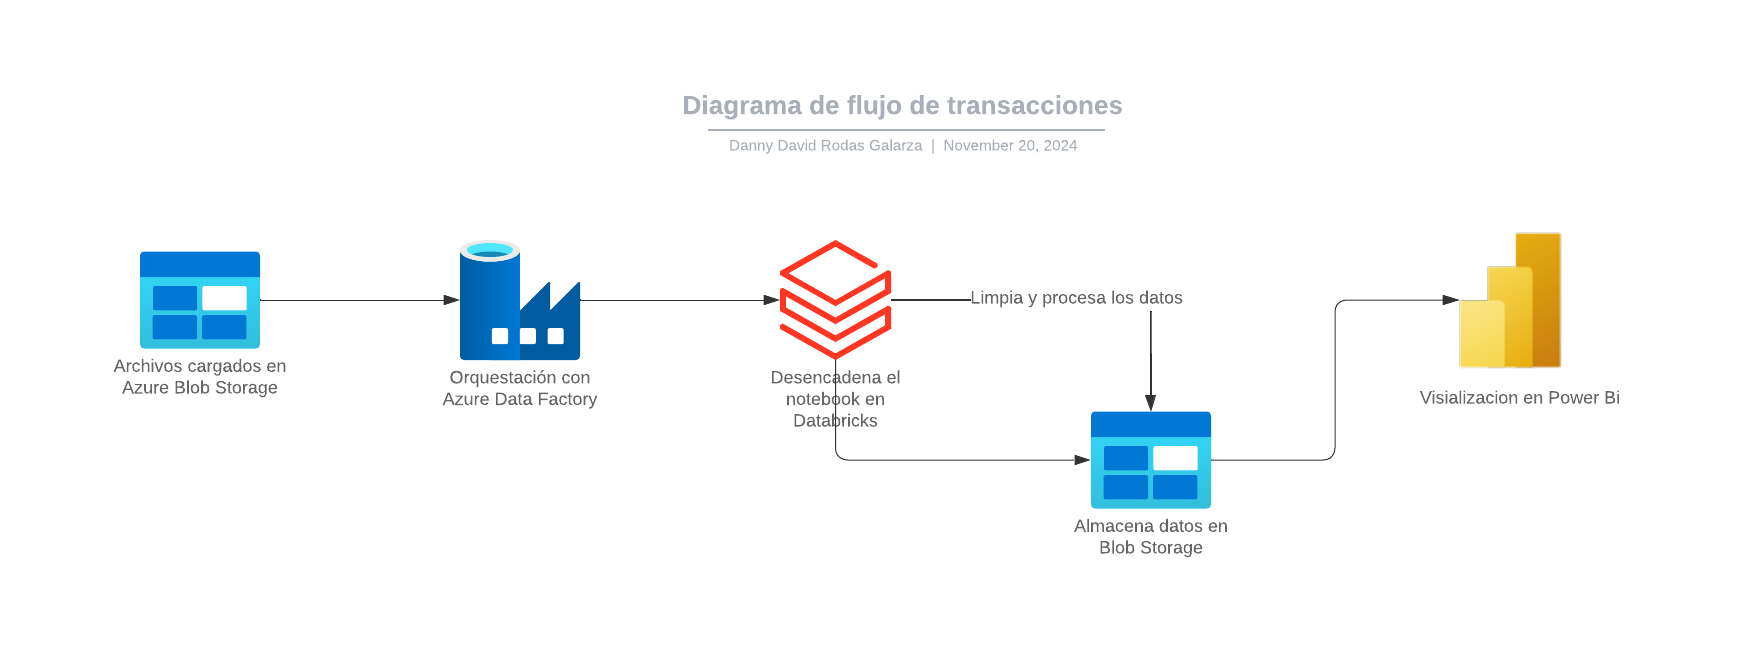 Diagrama de flujo de transacciones
Danny David Rodas Galarza | November 20, 2024
Archivos cargados en
Azure Blob Storage
Orquestación con
Azure Data Factory
Desencadena el
notebook en
Databricks
Limpia y procesa los datos
Almacena datos en
Blob Storage
Visializacion en Power Bi